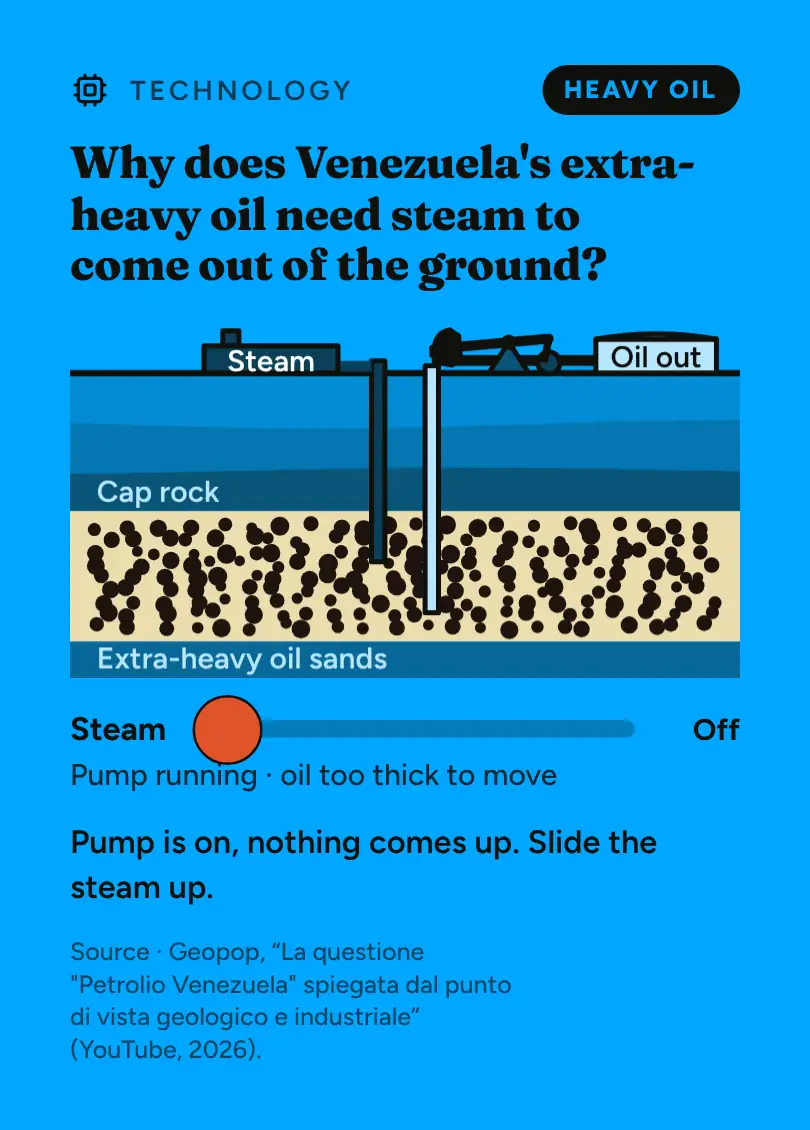 TECHNOLOGY
HEAVY OIL
Why does Venezuela's extra-
heavy oil need steam to
come out of the ground?
Steam
Oil out
Cap rock
Extra-heavy oil sands
Steam
Off
Pump running · oil too thick to move
Pump is on, nothing comes up. Slide the
steam up.
Source · Geopop, “La questione
"Petrolio Venezuela" spiegata dal punto
di vista geologico e industriale”
(YouTube, 2026).